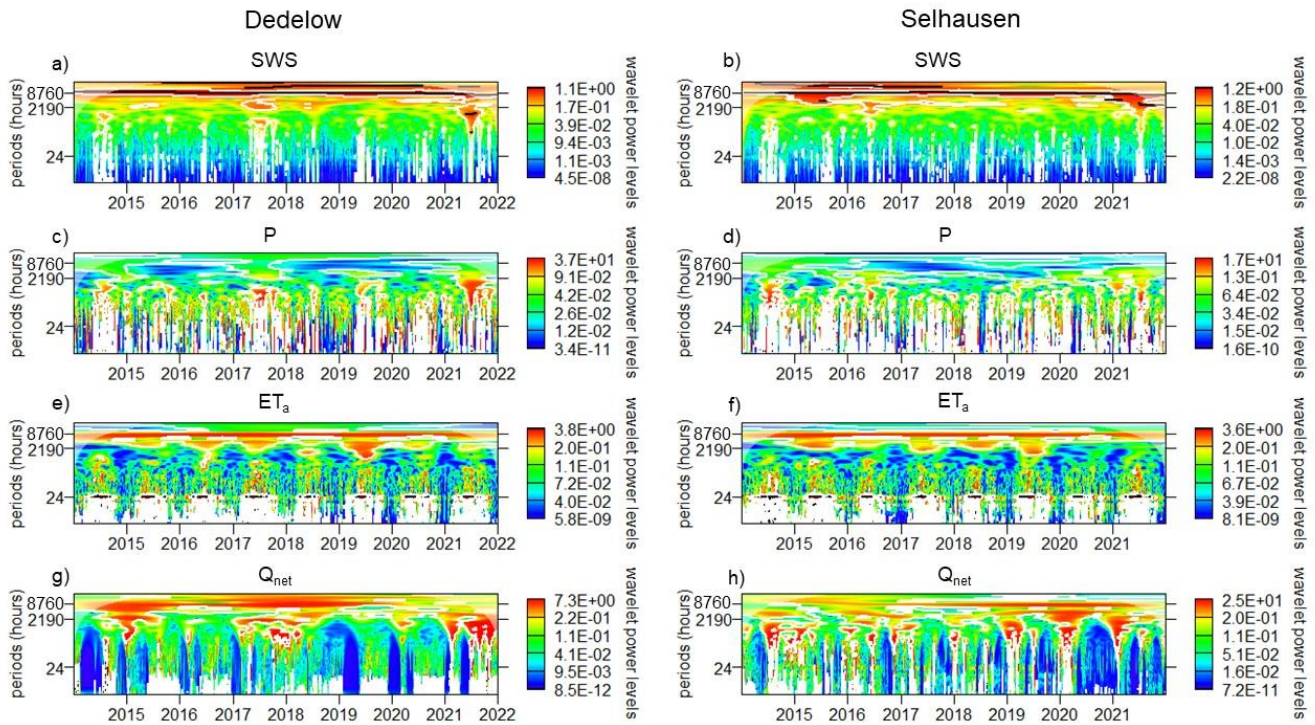 Dedelow
Selhausen
a)
SWS
periods (hours)
8760
2190
24
2015 2016 2017 2018 2019 2020 2021 2022
1.1E+00
1.7E-01
3.9E-02
9.4E-03
1.1E-03
4.5E-08
wavelet power levels
b)
SWS
periods (hours)
8760
2190
24
2015 2016 2017 2018 2019 2020 2021
1.2E+00
1.8E-01
4.0E-02
1.0E-02
1.4E-03
2.2E-08
wavelet power levels
c)
P
periods (hours)
8760
2190
24
2015 2016 2017 2018 2019 2020 2021 2022
3.7E+01
9.1E-02
4.2E-02
2.6E-02
1.2E-02
3.4E-11
wavelet power levels
d)
P
periods (hours)
8760
2190
24
2015 2016 2017 2018 2019 2020 2021
1.7E+01
1.3E-01
6.4E-02
3.4E-02
1.5E-02
1.6E-10
wavelet power levels
e)
ETa
periods (hours)
8760
2190
24
2015 2016 2017 2018 2019 2020 2021 2022
3.8E+00
2.0E-01
1.1E-01
7.2E-02
4.0E-02
5.8E-09
wavelet power levels
f)
ETa
periods (hours)
8760
2190
24
2015 2016 2017 2018 2019 2020 2021
3.6E+00
2.0E-01
1.1E-01
6.7E-02
3.9E-02
8.1E-09
wavelet power levels
g)
Qnet
periods (hours)
8760
2190
24
2015 2016 2017 2018 2019 2020 2021 2022
7.3E+00
2.2E-01
1.1E-01
5.1E-02
9.5E-03
8.5E-12
wavelet power levels
h)
Qnet
periods (hours)
8760
2190
24
2015 2016 2017 2018 2019 2020 2021
2.5E+01
2.0E-01
1.0E-01
5.4E-02
1.6E-02
7.2E-11
wavelet power levels